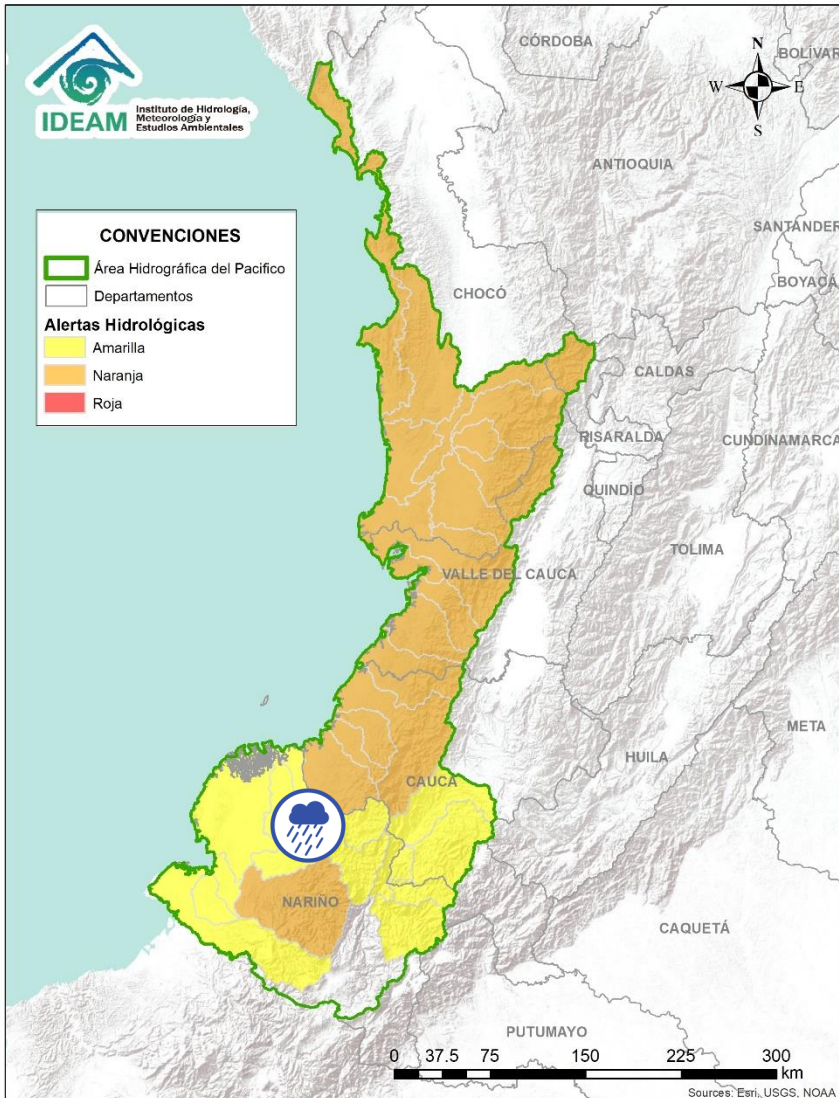 IDEAM
Instituto de Hidrología,
Meteorología y
Estudios Ambientales
CÓRDOBA
BOLÍVAR
N
W
E
S
ANTIOQUIA
SANTANDER
BOYACÁ
CONVENCIONES
Área Hidrográfica del Pacifico
Departamentos
Alertas Hidrológicas
Amarilla
Naranja
Roja
CHOCÓ
CALDAS
RISARALDA
CUNDINAMARCA
QUINDÍO
TOLIMA
VALLE DEL CAUCA
META
HUILA
CAUCA
NARIÑO
CAQUETÁ
PUTUMAYO
0 37.5 75 150 225 300
km
Sources: Esri, USGS, NOAA